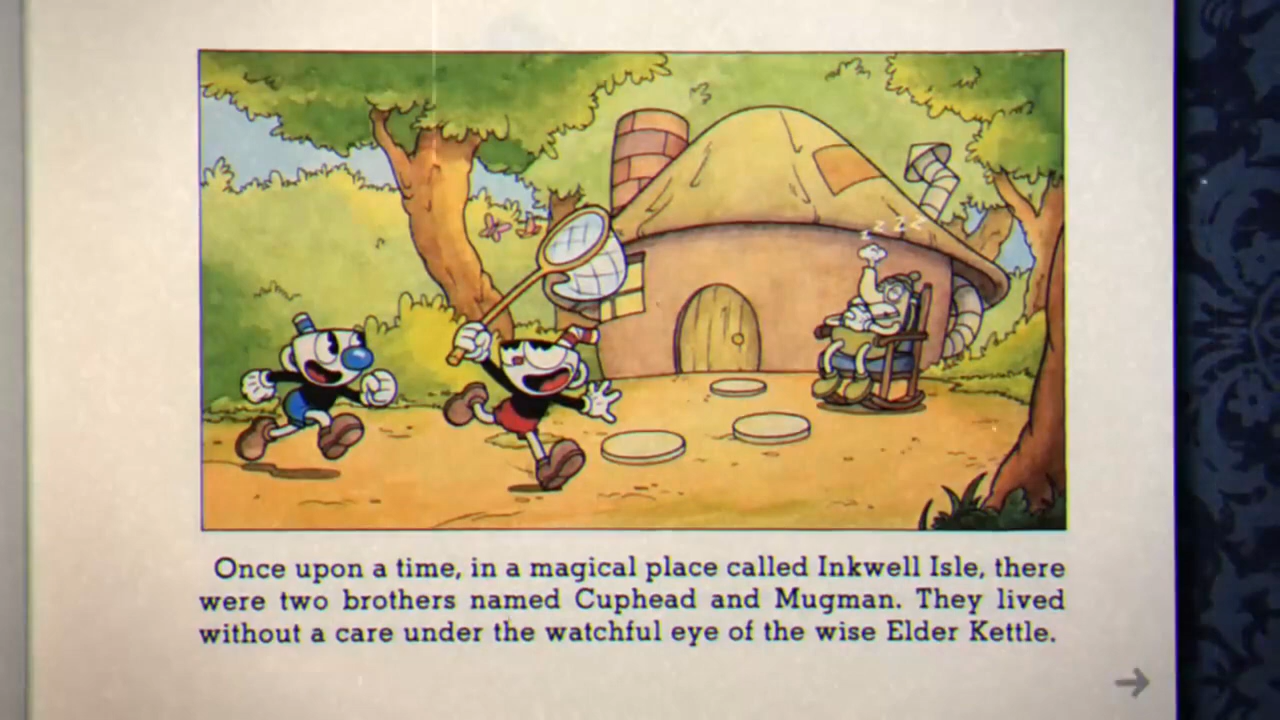 z z z z
Once upon a time, in a magical place called Inkwell Isle, there
were two brothers named Cuphead and Mugman. They lived
without a care under the watchful eye of the wise Elder Kettle.